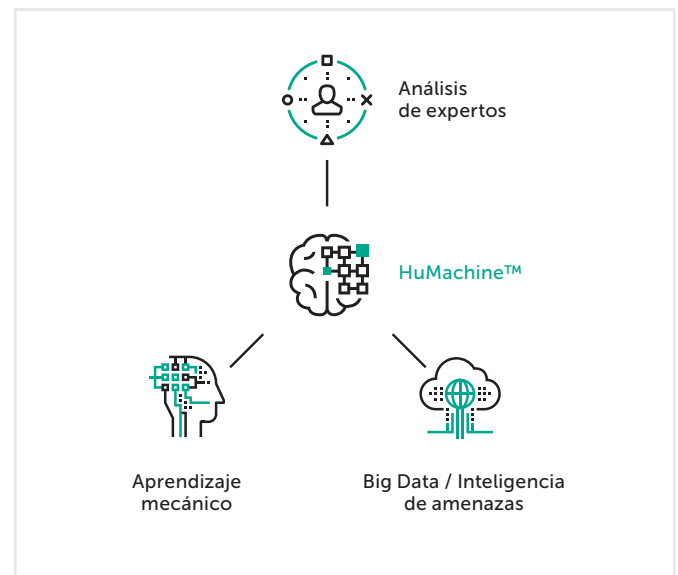 Análisis
de expertos
HuMachine™
Aprendizaje
mecánico
Big Data / Inteligencia
de amenazas